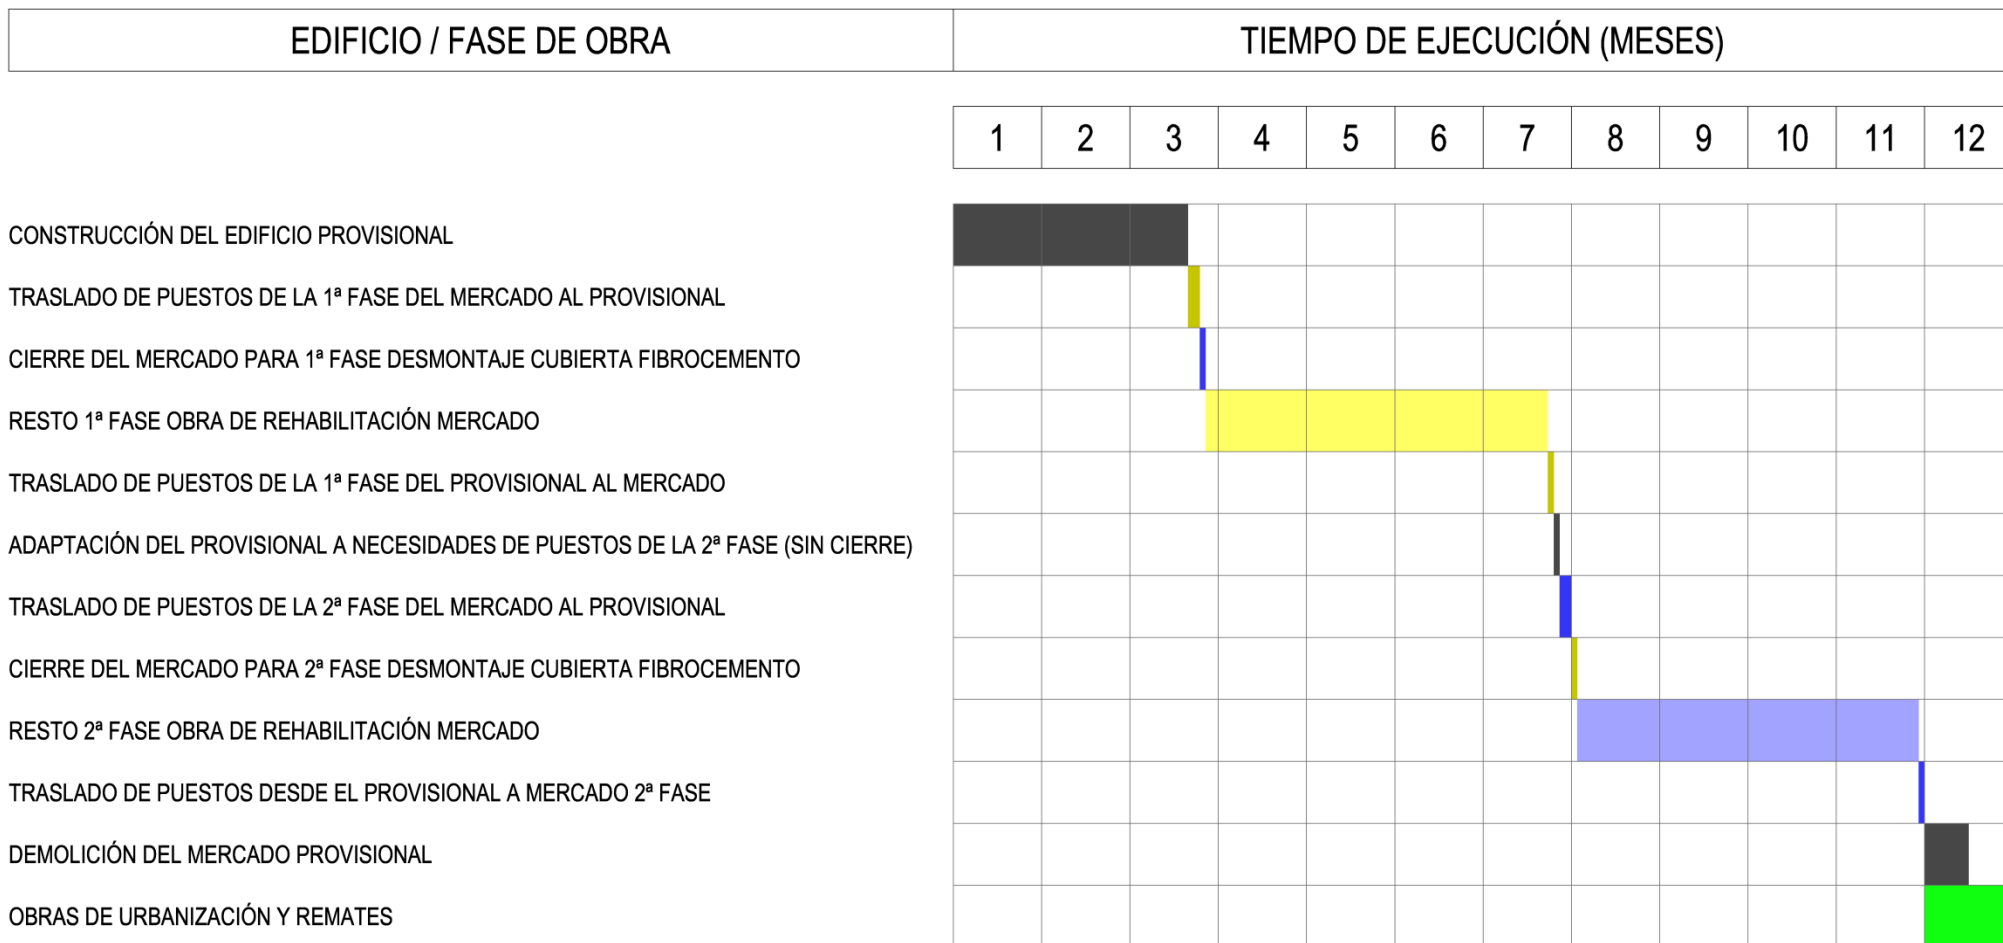 EDIFICIO / FASE DE OBRA
TIEMPO DE EJECUCIÓN (MESES)
1 2 3 4 5 6 7 8 9 10 11 12
CONSTRUCCIÓN DEL EDIFICIO PROVISIONAL
TRASLADO DE PUESTOS DE LA 1ª FASE DEL MERCADO AL PROVISIONAL
CIERRE DEL MERCADO PARA 1ª FASE DESMONTAJE CUBIERTA FIBROCEMENTO
RESTO 1ª FASE OBRA DE REHABILITACIÓN MERCADO
TRASLADO DE PUESTOS DE LA 1ª FASE DEL PROVISIONAL AL MERCADO
ADAPTACIÓN DEL PROVISIONAL A NECESIDADES DE PUESTOS DE LA 2ª FASE (SIN CIERRE)
TRASLADO DE PUESTOS DE LA 2ª FASE DEL MERCADO AL PROVISIONAL
CIERRE DEL MERCADO PARA 2ª FASE DESMONTAJE CUBIERTA FIBROCEMENTO
RESTO 2ª FASE OBRA DE REHABILITACIÓN MERCADO
TRASLADO DE PUESTOS DESDE EL PROVISIONAL A MERCADO 2ª FASE
DEMOLICIÓN DEL MERCADO PROVISIONAL
OBRAS DE URBANIZACIÓN Y REMATES